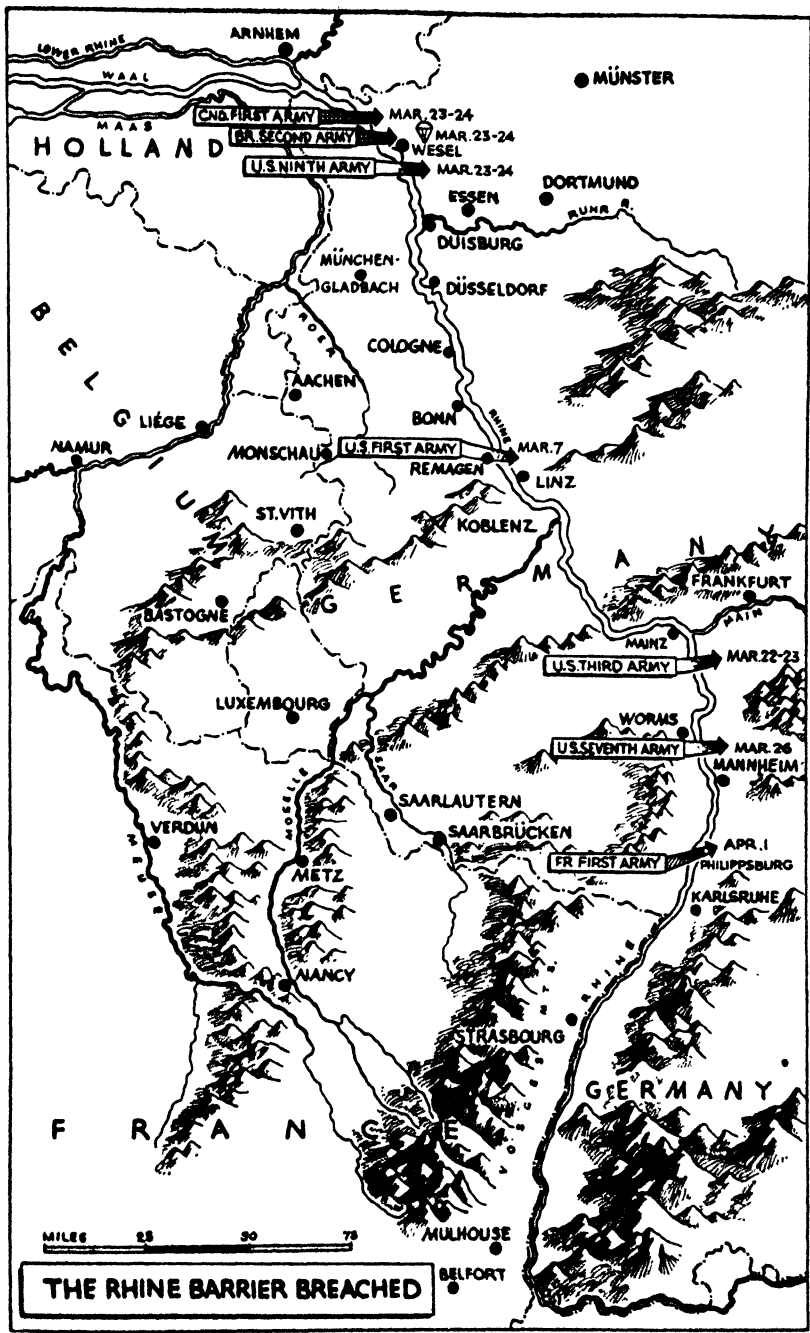 ARNHEM
LOWER RHINE
WAAL
MAAS
MÜNSTER
CND. FIRST ARMY
MAR. 23-24
BR. SECOND ARMY
MAR. 23-24
WESEL
HOLLAND
U.S. NINTH ARMY
MAR. 23-24
ESSEN
DORTMUND
RUHR R.
DUISBURG
MÜNCHEN-
GLADBACH
DÜSSELDORF
ROER
COLOGNE
BELGIUM
AACHEN
LIÉGE
BONN
RHINE
NAMUR
MONSCHAU
U.S. FIRST ARMY
MAR. 7
REMAGEN
LINZ
ST. VITH
KOBLENZ
GERMANY
BASTOGNE
FRANKFURT
MAIN
MAINZ
U.S. THIRD ARMY
MAR. 22-23
LUXEMBOURG
WORMS
U.S. SEVENTH ARMY
MAR. 26
MANNHEIM
SAAR
MOSELLE
SAARLAUTERN
VERDUN
MEUSE
SAARBRÜCKEN
METZ
FR. FIRST ARMY
APR. 1
PHILIPPSBURG
KARLSRUHE
NANCY
RHINE
STRASBOURG
VOSGES MTS.
GERMANY
FRANCE
MILES 25 50 75
MULHOUSE
BELFORT
THE RHINE BARRIER BREACHED